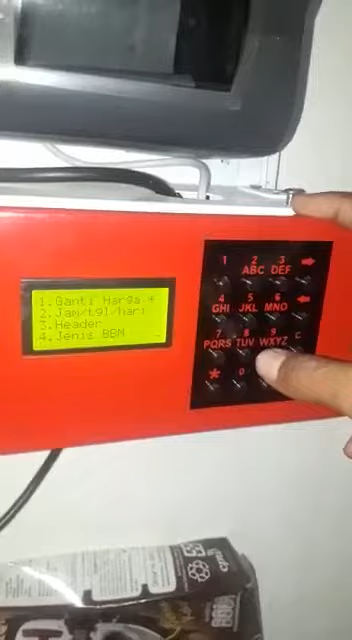 1.Ganti Harga *
2.Jam/tgl/hari
3.Header
4.Jenis BBM
1 2 3
ABC DEF
4 5 6
GHI JKL MNO
7 8 9
PQRS TUV WXYZ C
* 0